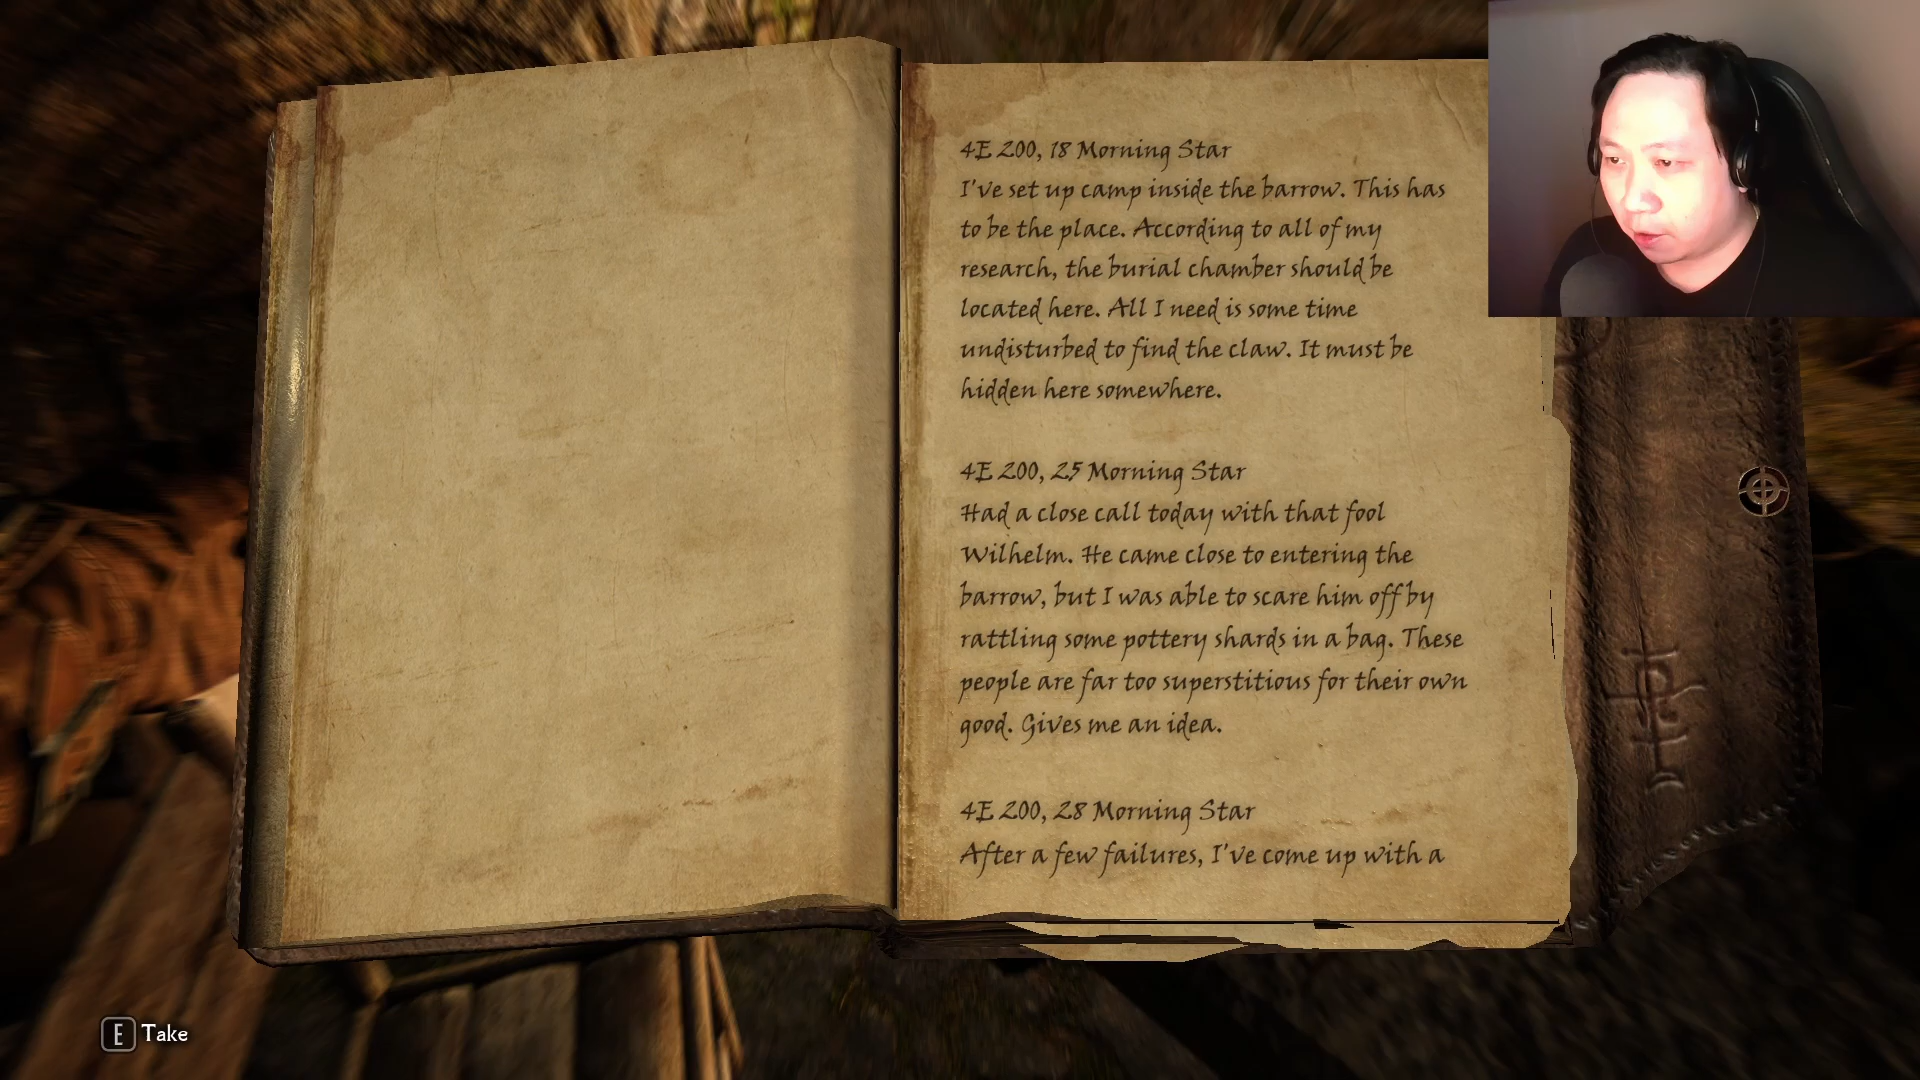 4E 200, 18 Morning Star
I've set up camp inside the barrow. This has
to be the place. According to all of my
research, the burial chamber should be
located here. All I need is some time
undisturbed to find the claw. It must be
hidden here somewhere.
4E 200, 25 Morning Star
Had a close call today with that fool
Wilhelm. He came close to entering the
barrow, but I was able to scare him off by
rattling some pottery shards in a bag. These
people are far too superstitious for their own
good. Gives me an idea.
4E 200, 28 Morning Star
After a few failures, I've come up with a
E Take